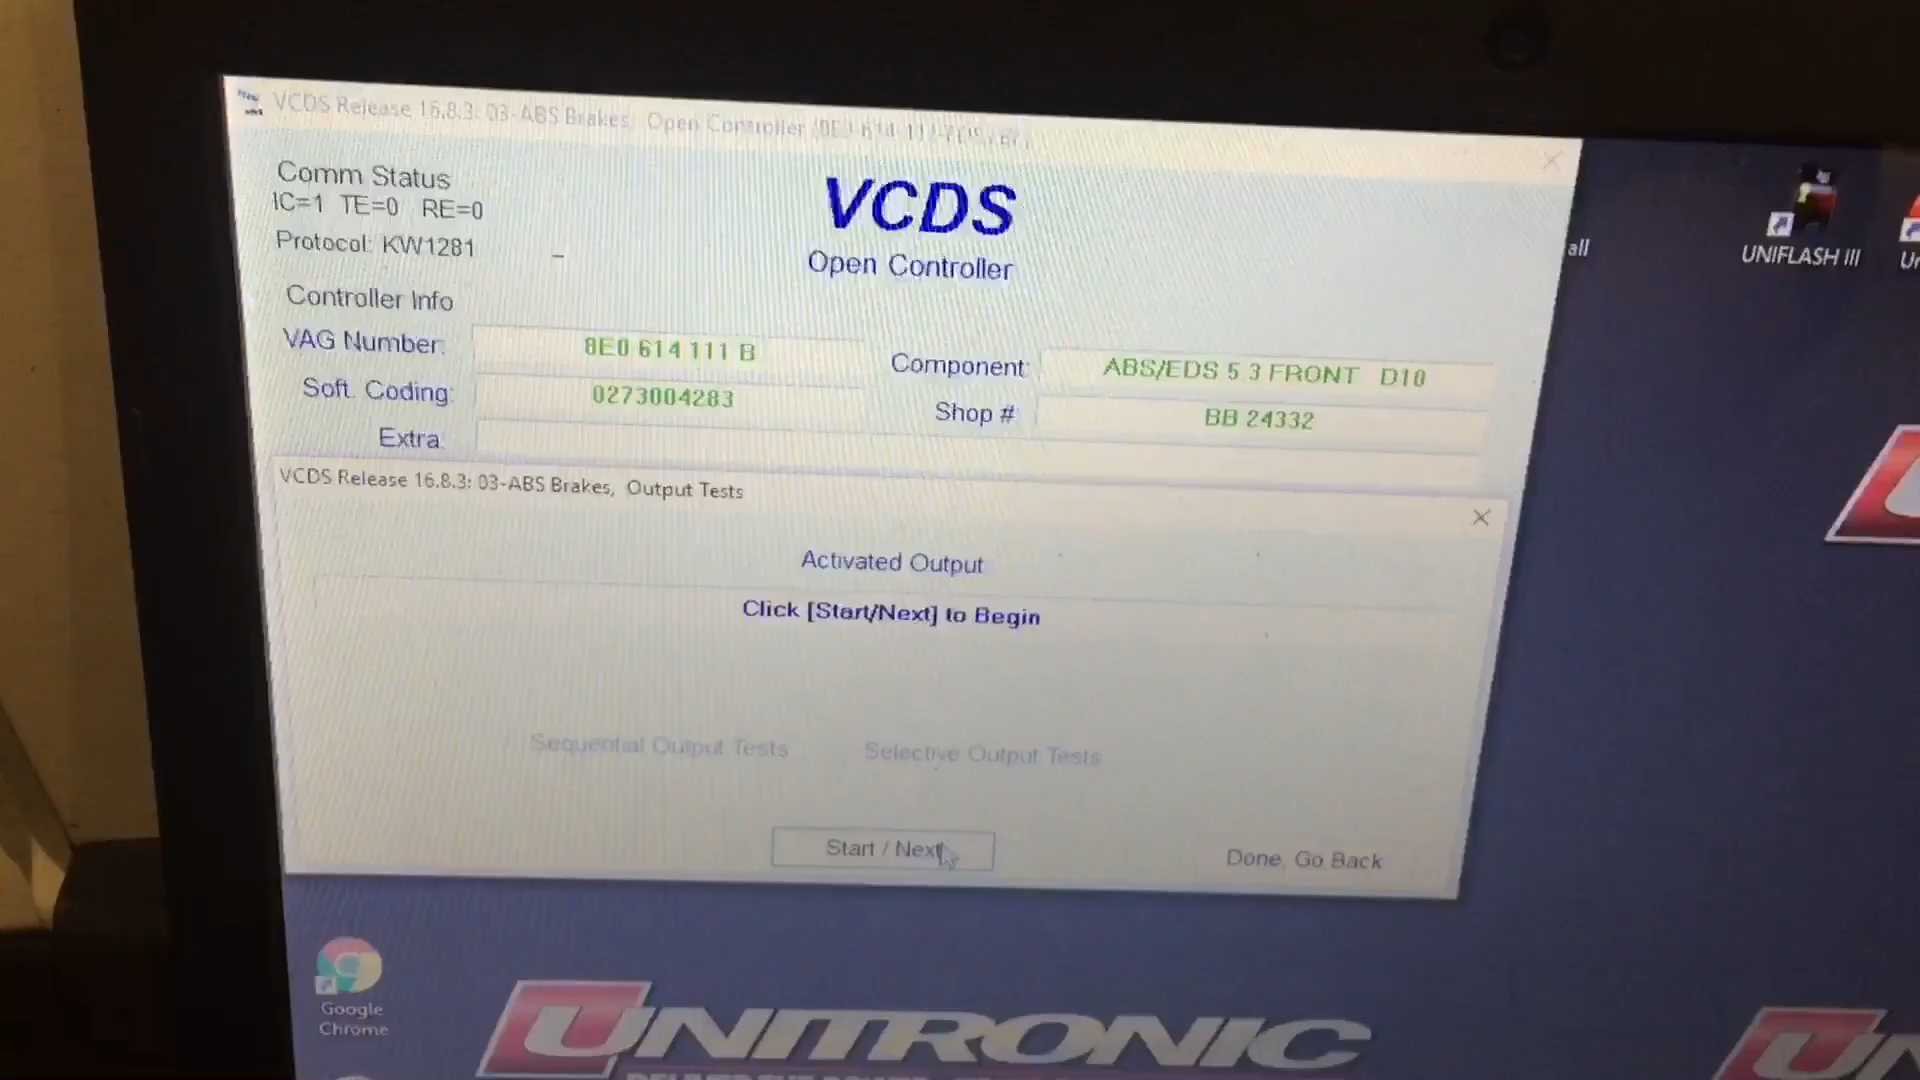 VCDS Release 16.8.3: 03-ABS Brakes, Open Controller
Comm Status
IC=1 TE=0 RE=0
Protocol: KW1281
VCDS
Open Controller
Controller Info
VAG Number:
8E0 614 111 B
Component:
ABS/EDS 5.3 FRONT D10
Soft. Coding:
0273004283
Shop #
BB 24332
Extra
VCDS Release 16.8.3: 03-ABS Brakes, Output Tests
Activated Output
Click [Start/Next] to Begin
Sequential Output Tests
Selective Output Tests
Start / Next
Done, Go Back
all
UNIFLASH III
Google
Chrome
UNITRONIC